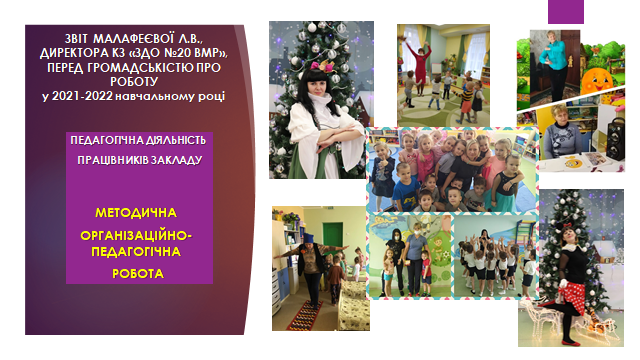 ЗВІТ МАЛАФЕЄВОЇ Л.В.,
ДИРЕКТОРА КЗ «ЗДО №20 ВМР»,
ПЕРЕД ГРОМАДСЬКІСТЮ ПРО
РОБОТУ
у 2021-2022 навчальному році
ПЕДАГОГІЧНА ДІЯЛЬНІСТЬ
ПРАЦІВНИКІВ ЗАКЛАДУ
МЕТОДИЧНА
ОРГАНІЗАЦІЙНО-
ПЕДАГОГІЧНА
РОБОТА